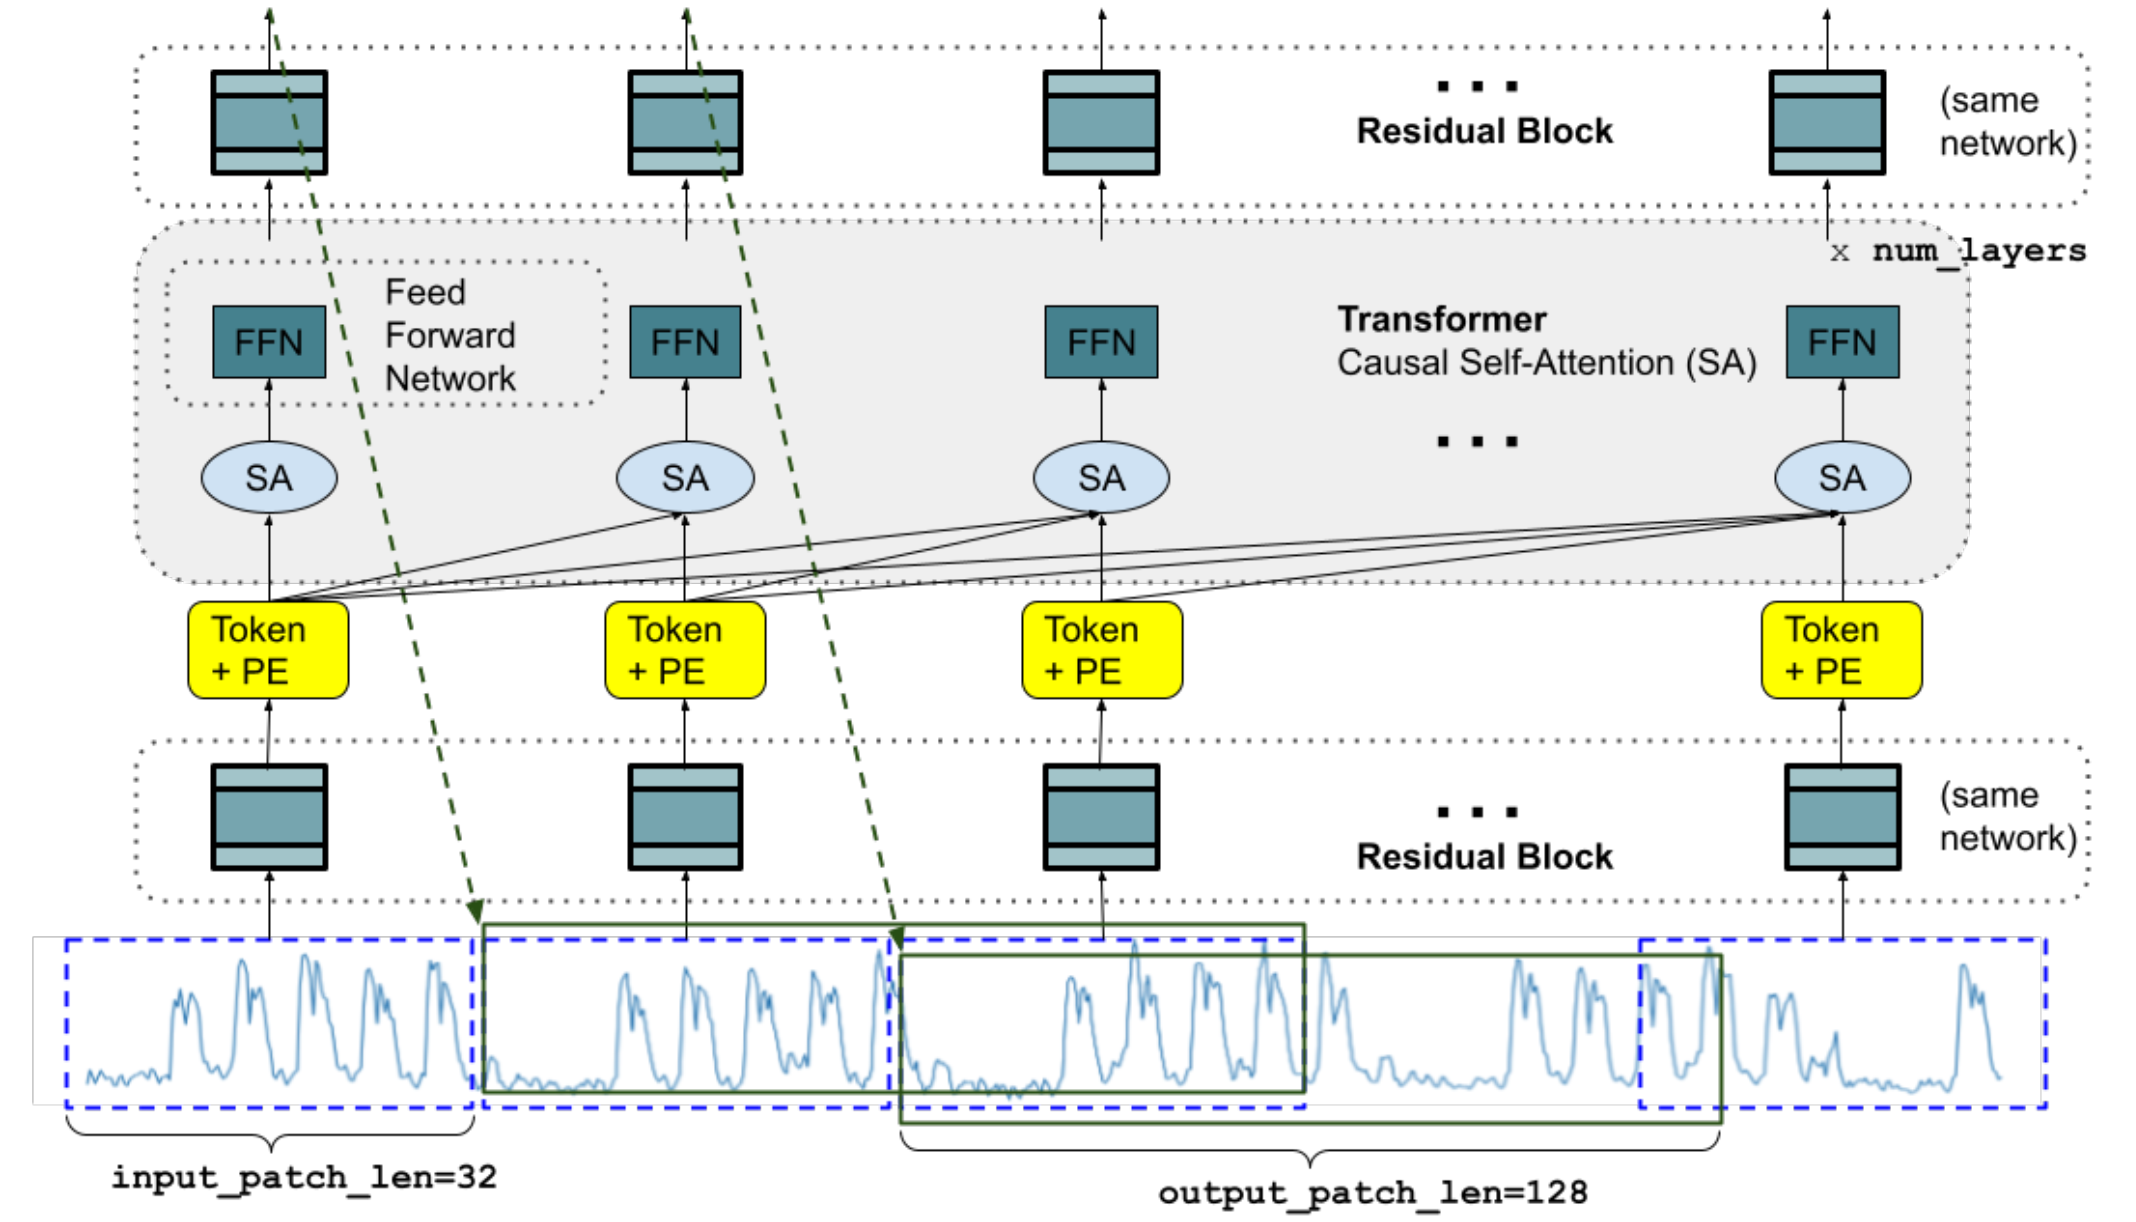 (same
network)
Residual Block
x num_layers
Feed
Forward
Network
FFN
FFN
FFN
FFN
Transformer
Causal Self-Attention (SA)
SA
SA
SA
SA
Token
+ PE
Token
+ PE
Token
+ PE
Token
+ PE
(same
network)
Residual Block
input_patch_len=32
output_patch_len=128